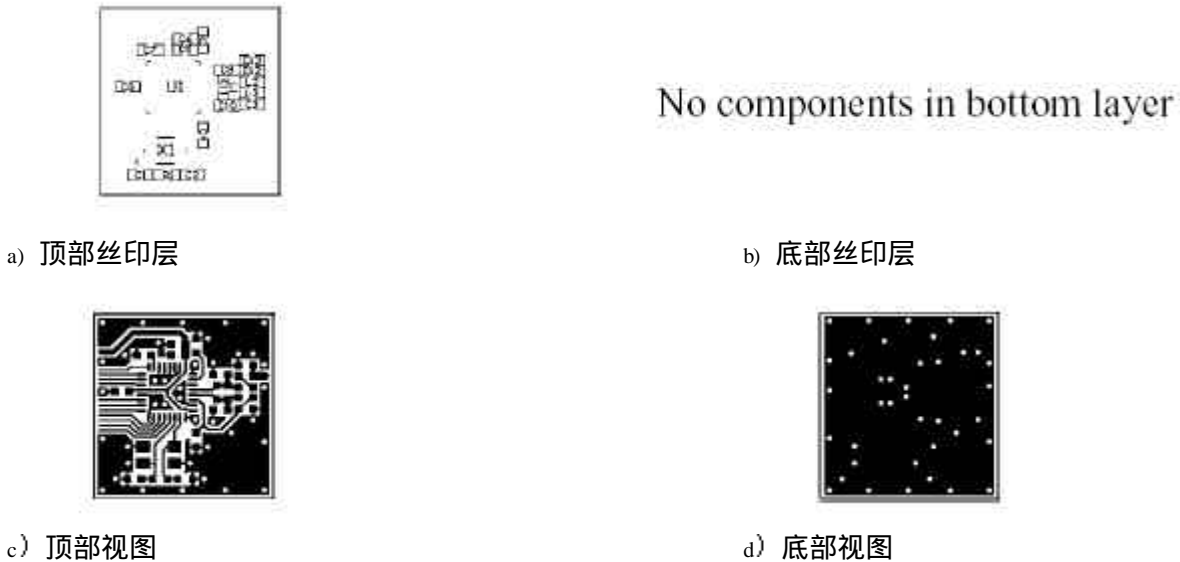 U1
X1
No components in bottom layer
a) 顶部丝印层
b) 底部丝印层
c) 顶部视图
d) 底部视图